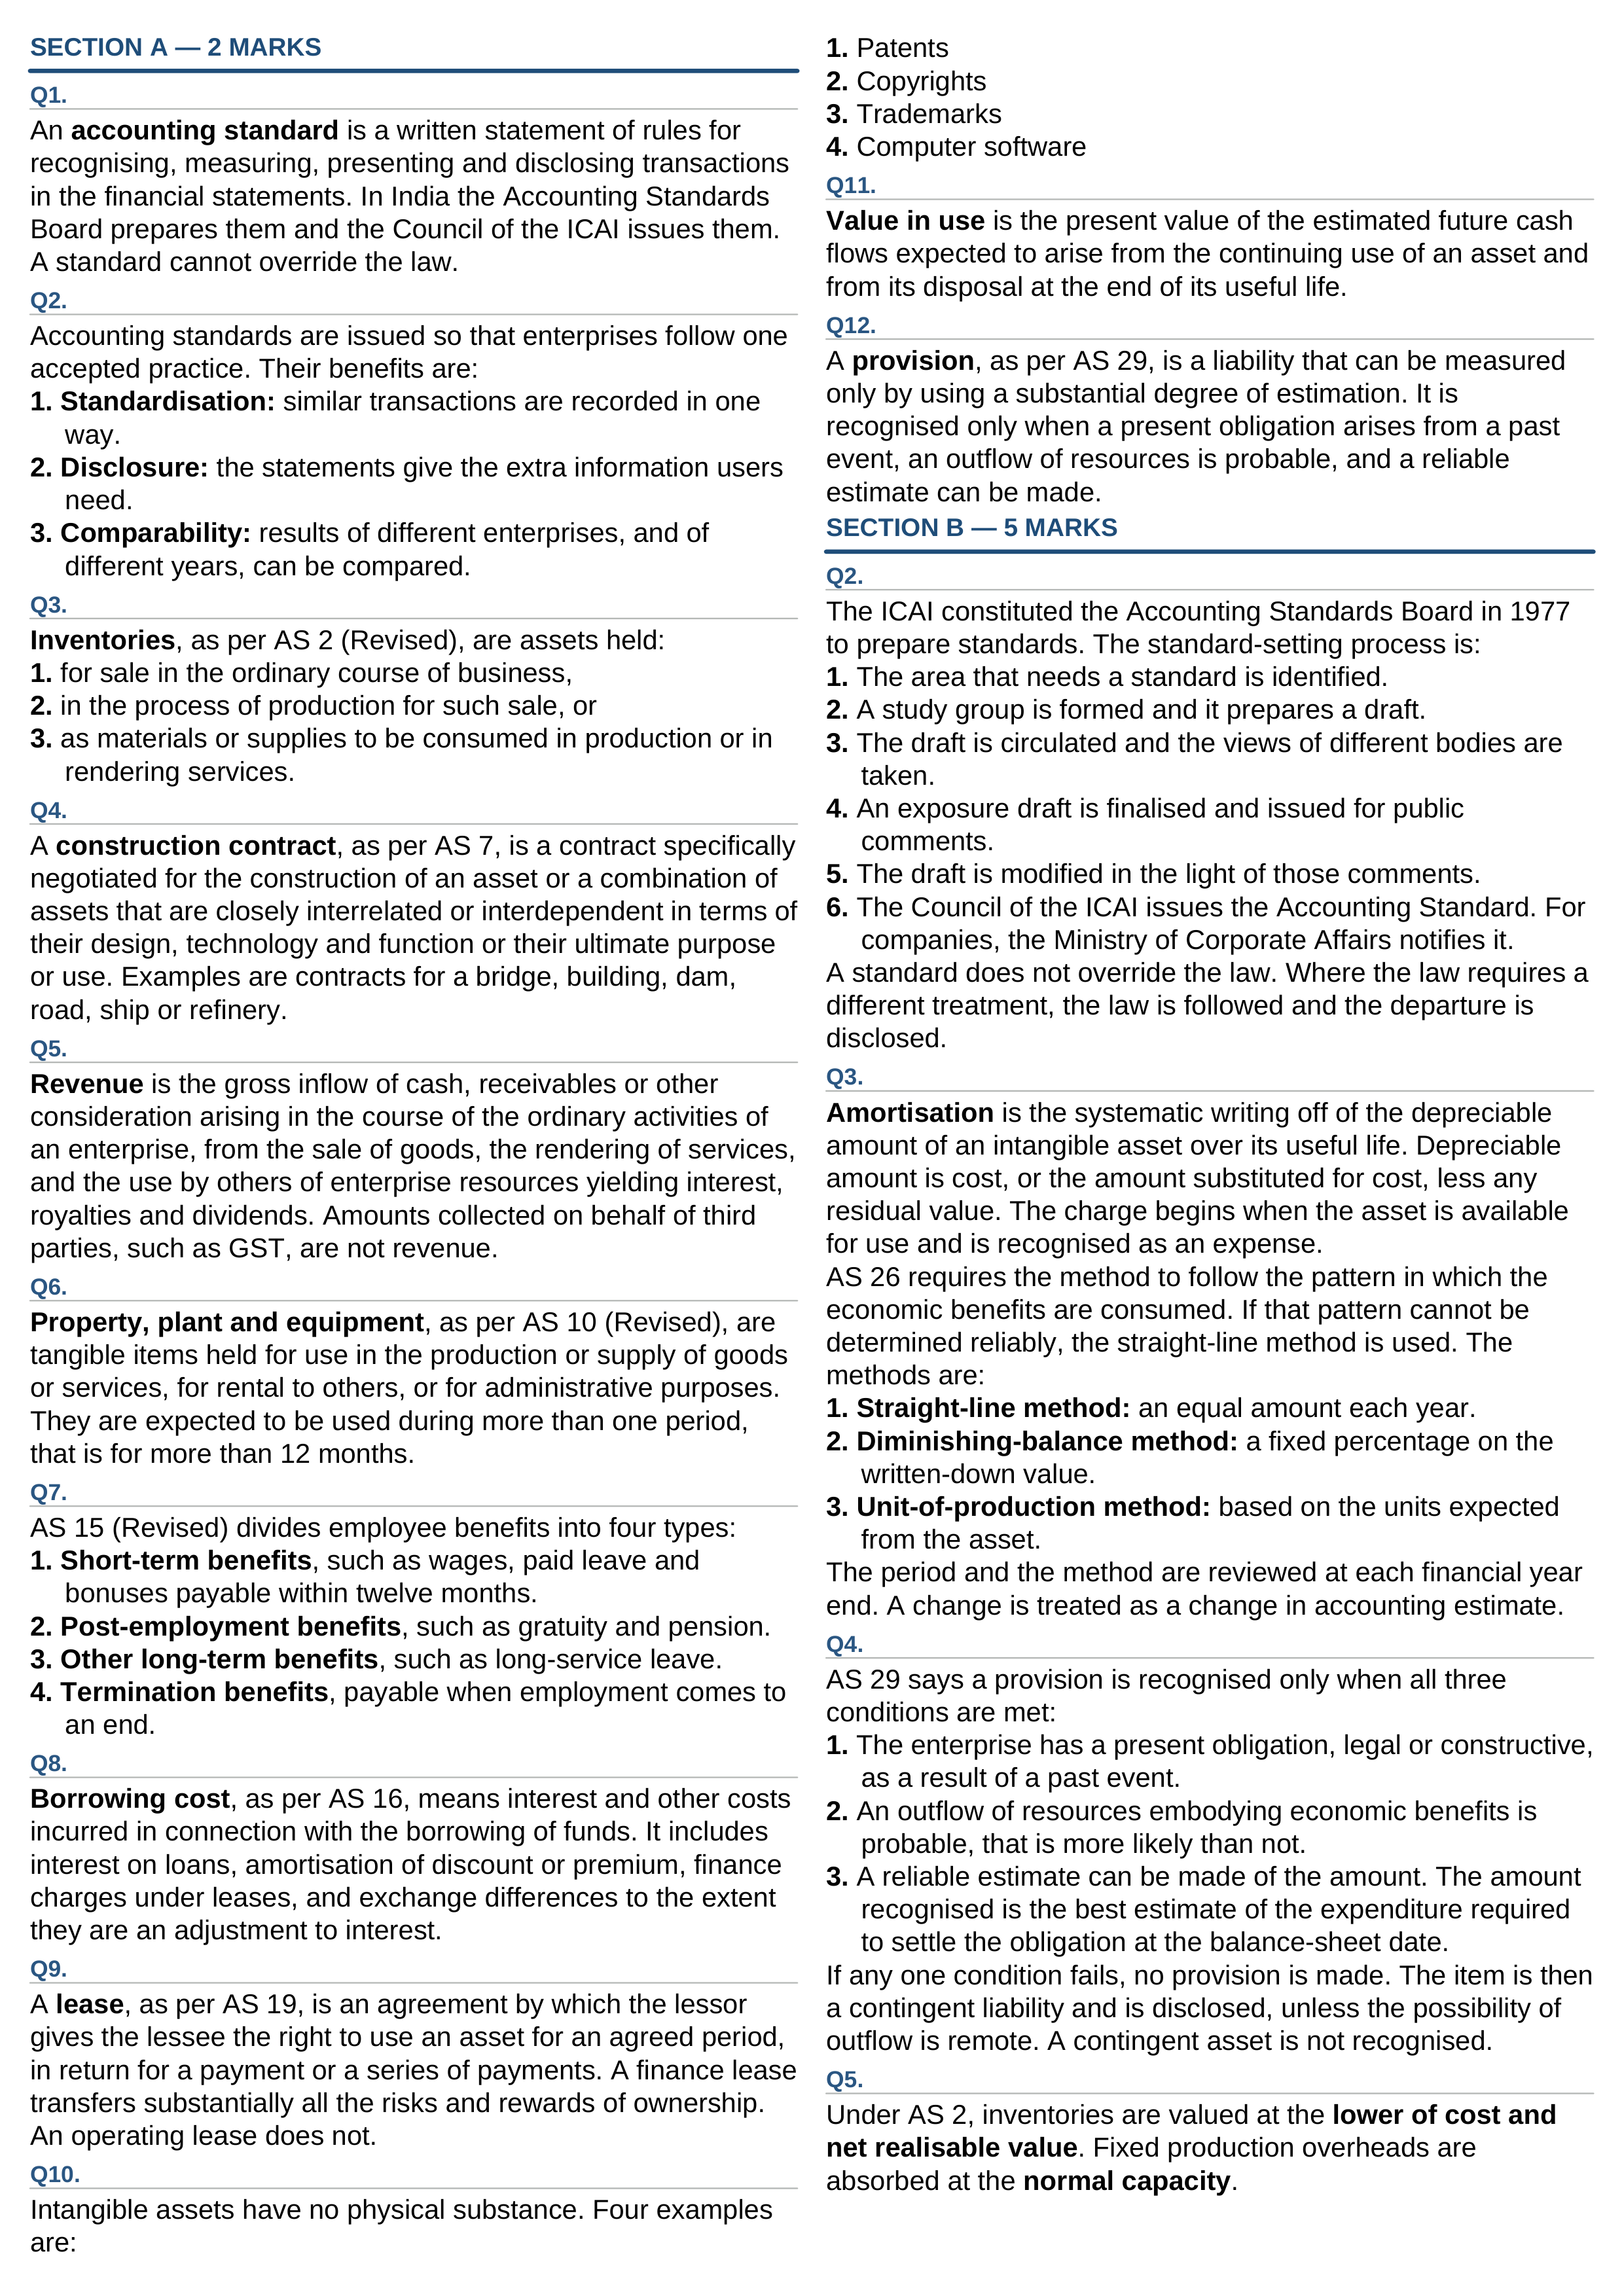 SECTION A — 2 MARKS
Q1.
An accounting standard is a written statement of rules for
recognising, measuring, presenting and disclosing transactions
in the financial statements. In India the Accounting Standards
Board prepares them and the Council of the ICAI issues them.
A standard cannot override the law.
Q2.
Accounting standards are issued so that enterprises follow one
accepted practice. Their benefits are:
1. Standardisation: similar transactions are recorded in one
way.
2. Disclosure: the statements give the extra information users
need.
3. Comparability: results of different enterprises, and of
different years, can be compared.
Q3.
Inventories, as per AS 2 (Revised), are assets held:
1. for sale in the ordinary course of business,
2. in the process of production for such sale, or
3. as materials or supplies to be consumed in production or in
rendering services.
Q4.
A construction contract, as per AS 7, is a contract specifically
negotiated for the construction of an asset or a combination of
assets that are closely interrelated or interdependent in terms of
their design, technology and function or their ultimate purpose
or use. Examples are contracts for a bridge, building, dam,
road, ship or refinery.
Q5.
Revenue is the gross inflow of cash, receivables or other
consideration arising in the course of the ordinary activities of
an enterprise, from the sale of goods, the rendering of services,
and the use by others of enterprise resources yielding interest,
royalties and dividends. Amounts collected on behalf of third
parties, such as GST, are not revenue.
Q6.
Property, plant and equipment, as per AS 10 (Revised), are
tangible items held for use in the production or supply of goods
or services, for rental to others, or for administrative purposes.
They are expected to be used during more than one period,
that is for more than 12 months.
Q7.
AS 15 (Revised) divides employee benefits into four types:
1. Short-term benefits, such as wages, paid leave and
bonuses payable within twelve months.
2. Post-employment benefits, such as gratuity and pension.
3. Other long-term benefits, such as long-service leave.
4. Termination benefits, payable when employment comes to
an end.
Q8.
Borrowing cost, as per AS 16, means interest and other costs
incurred in connection with the borrowing of funds. It includes
interest on loans, amortisation of discount or premium, finance
charges under leases, and exchange differences to the extent
they are an adjustment to interest.
Q9.
A lease, as per AS 19, is an agreement by which the lessor
gives the lessee the right to use an asset for an agreed period,
in return for a payment or a series of payments. A finance lease
transfers substantially all the risks and rewards of ownership.
An operating lease does not.
Q10.
Intangible assets have no physical substance. Four examples
are:
1. Patents
2. Copyrights
3. Trademarks
4. Computer software
Q11.
Value in use is the present value of the estimated future cash
flows expected to arise from the continuing use of an asset and
from its disposal at the end of its useful life.
Q12.
A provision, as per AS 29, is a liability that can be measured
only by using a substantial degree of estimation. It is
recognised only when a present obligation arises from a past
event, an outflow of resources is probable, and a reliable
estimate can be made.
SECTION B — 5 MARKS
Q2.
The ICAI constituted the Accounting Standards Board in 1977
to prepare standards. The standard-setting process is:
1. The area that needs a standard is identified.
2. A study group is formed and it prepares a draft.
3. The draft is circulated and the views of different bodies are
taken.
4. An exposure draft is finalised and issued for public
comments.
5. The draft is modified in the light of those comments.
6. The Council of the ICAI issues the Accounting Standard. For
companies, the Ministry of Corporate Affairs notifies it.
A standard does not override the law. Where the law requires a
different treatment, the law is followed and the departure is
disclosed.
Q3.
Amortisation is the systematic writing off of the depreciable
amount of an intangible asset over its useful life. Depreciable
amount is cost, or the amount substituted for cost, less any
residual value. The charge begins when the asset is available
for use and is recognised as an expense.
AS 26 requires the method to follow the pattern in which the
economic benefits are consumed. If that pattern cannot be
determined reliably, the straight-line method is used. The
methods are:
1. Straight-line method: an equal amount each year.
2. Diminishing-balance method: a fixed percentage on the
written-down value.
3. Unit-of-production method: based on the units expected
from the asset.
The period and the method are reviewed at each financial year
end. A change is treated as a change in accounting estimate.
Q4.
AS 29 says a provision is recognised only when all three
conditions are met:
1. The enterprise has a present obligation, legal or constructive,
as a result of a past event.
2. An outflow of resources embodying economic benefits is
probable, that is more likely than not.
3. A reliable estimate can be made of the amount. The amount
recognised is the best estimate of the expenditure required
to settle the obligation at the balance-sheet date.
If any one condition fails, no provision is made. The item is then
a contingent liability and is disclosed, unless the possibility of
outflow is remote. A contingent asset is not recognised.
Q5.
Under AS 2, inventories are valued at the lower of cost and
net realisable value. Fixed production overheads are
absorbed at the normal capacity.